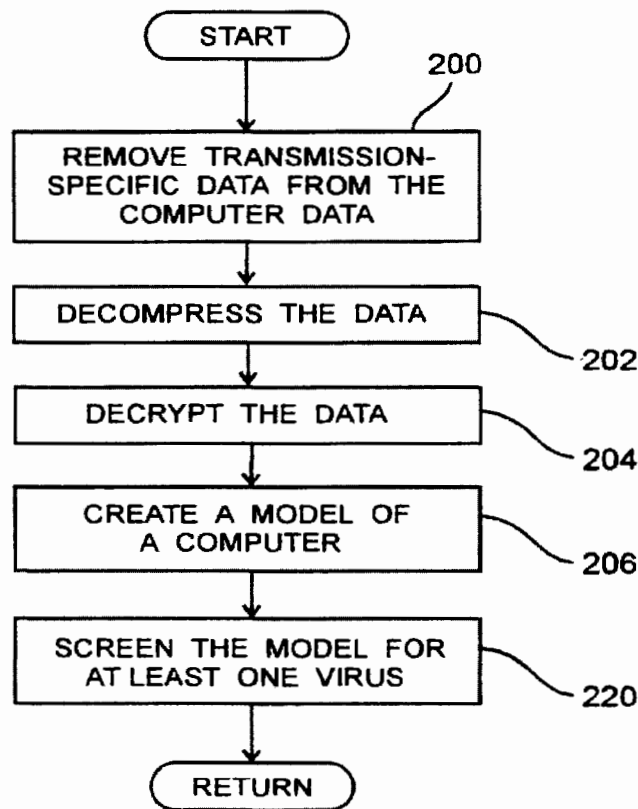 START
200
REMOVE TRANSMISSION-
SPECIFIC DATA FROM THE
COMPUTER DATA
DECOMPRESS THE DATA
202
DECRYPT THE DATA
204
CREATE A MODEL OF
A COMPUTER
206
SCREEN THE MODEL FOR
AT LEAST ONE VIRUS
220
RETURN